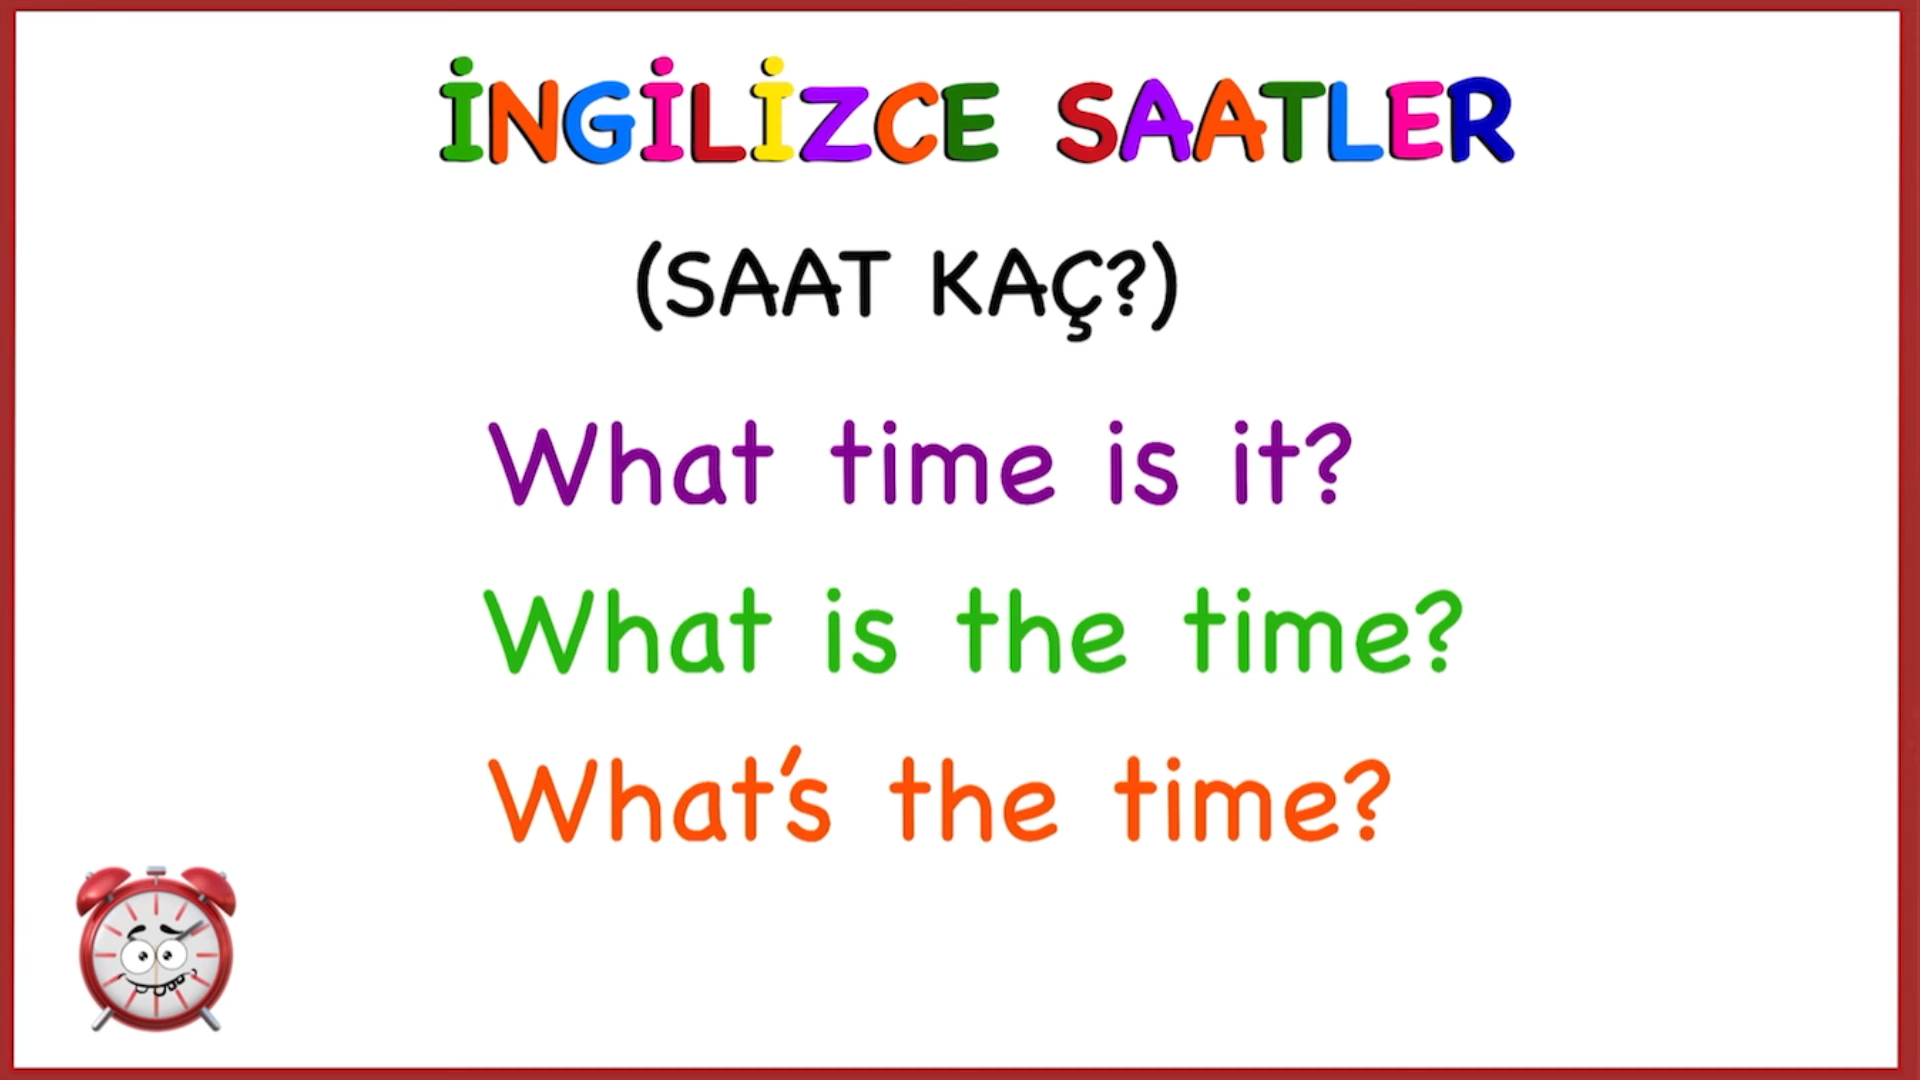 İNGİLİZCE SAATLER
(SAAT KAÇ?)
What time is it?
What is the time?
What's the time?